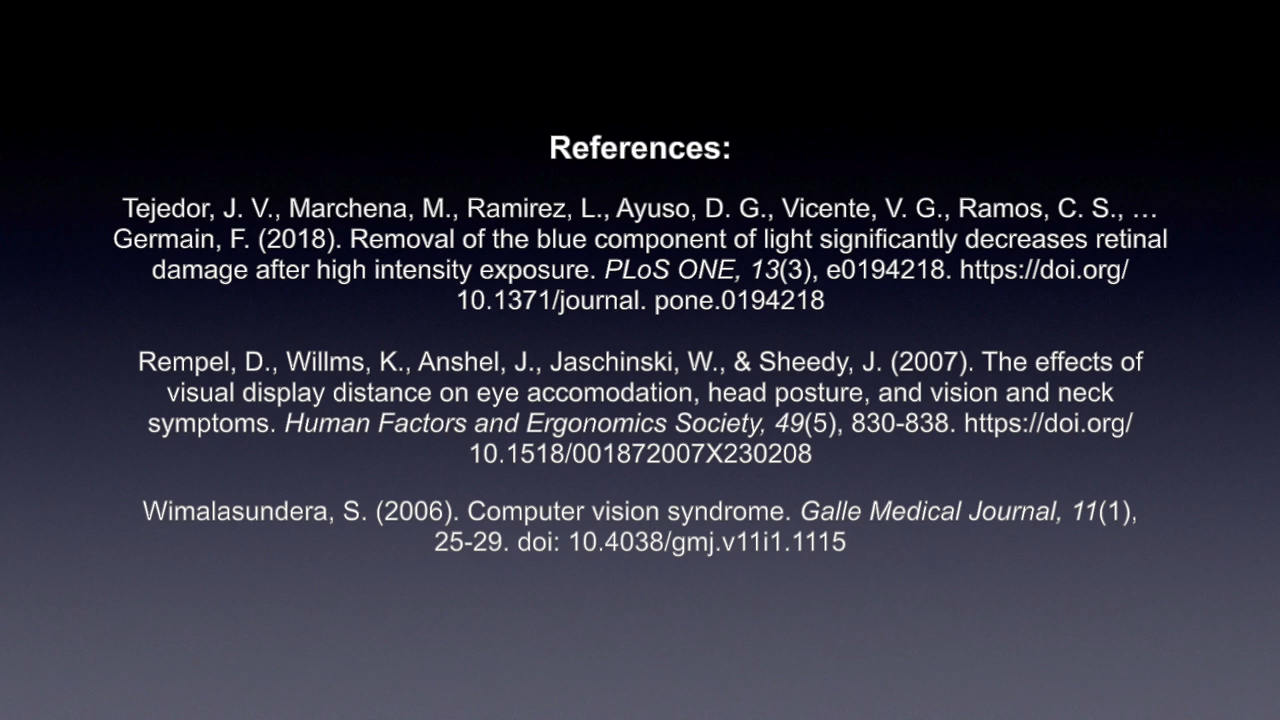 References:
Tejedor, J. V., Marchena, M., Ramirez, L., Ayuso, D. G., Vicente, V. G., Ramos, C. S., …
Germain, F. (2018). Removal of the blue component of light significantly decreases retinal
damage after high intensity exposure. PLoS ONE, 13(3), e0194218. https://doi.org/
10.1371/journal. pone.0194218
Rempel, D., Willms, K., Anshel, J., Jaschinski, W., & Sheedy, J. (2007). The effects of
visual display distance on eye accomodation, head posture, and vision and neck
symptoms. Human Factors and Ergonomics Society, 49(5), 830-838. https://doi.org/
10.1518/001872007X230208
Wimalasundera, S. (2006). Computer vision syndrome. Galle Medical Journal, 11(1),
25-29. doi: 10.4038/gmj.v11i1.1115